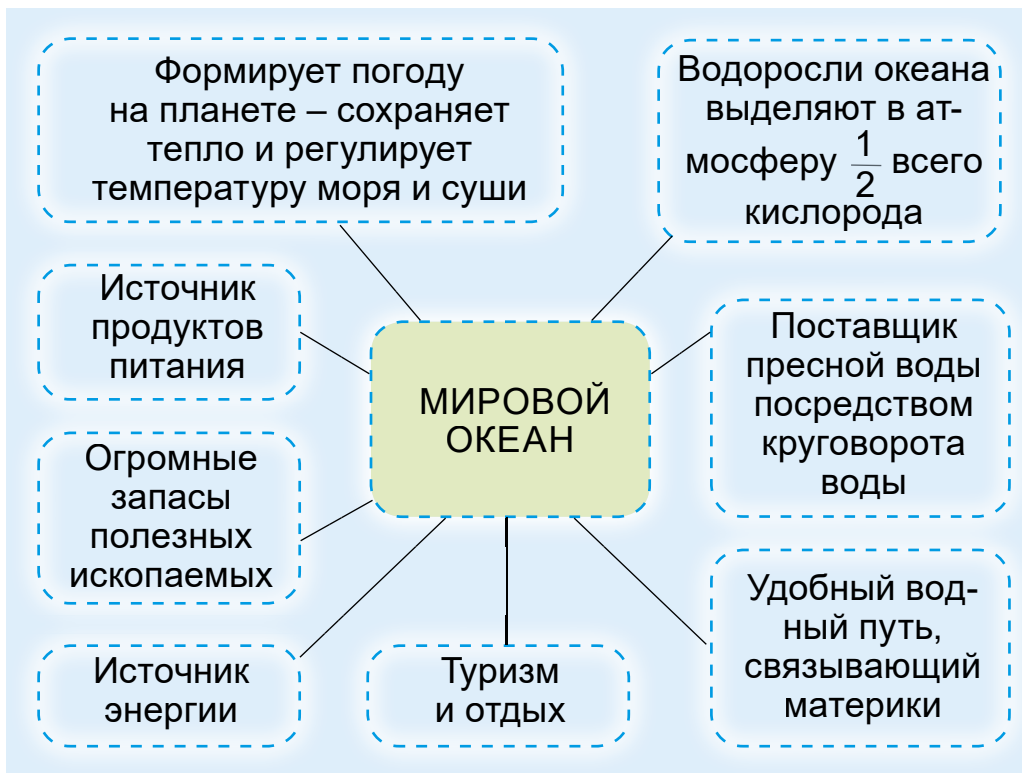 Формирует погоду
на планете – сохраняет
тепло и регулирует
температуру моря и суши
Водоросли океана
выделяют в ат-
мосферу 1/2 всего
кислорода
Источник
продуктов
питания
МИРОВОЙ
ОКЕАН
Поставщик
пресной воды
посредством
круговорота
воды
Огромные
запасы
полезных
ископаемых
Источник
энергии
Туризм
и отдых
Удобный вод-
ный путь,
связывающий
материки